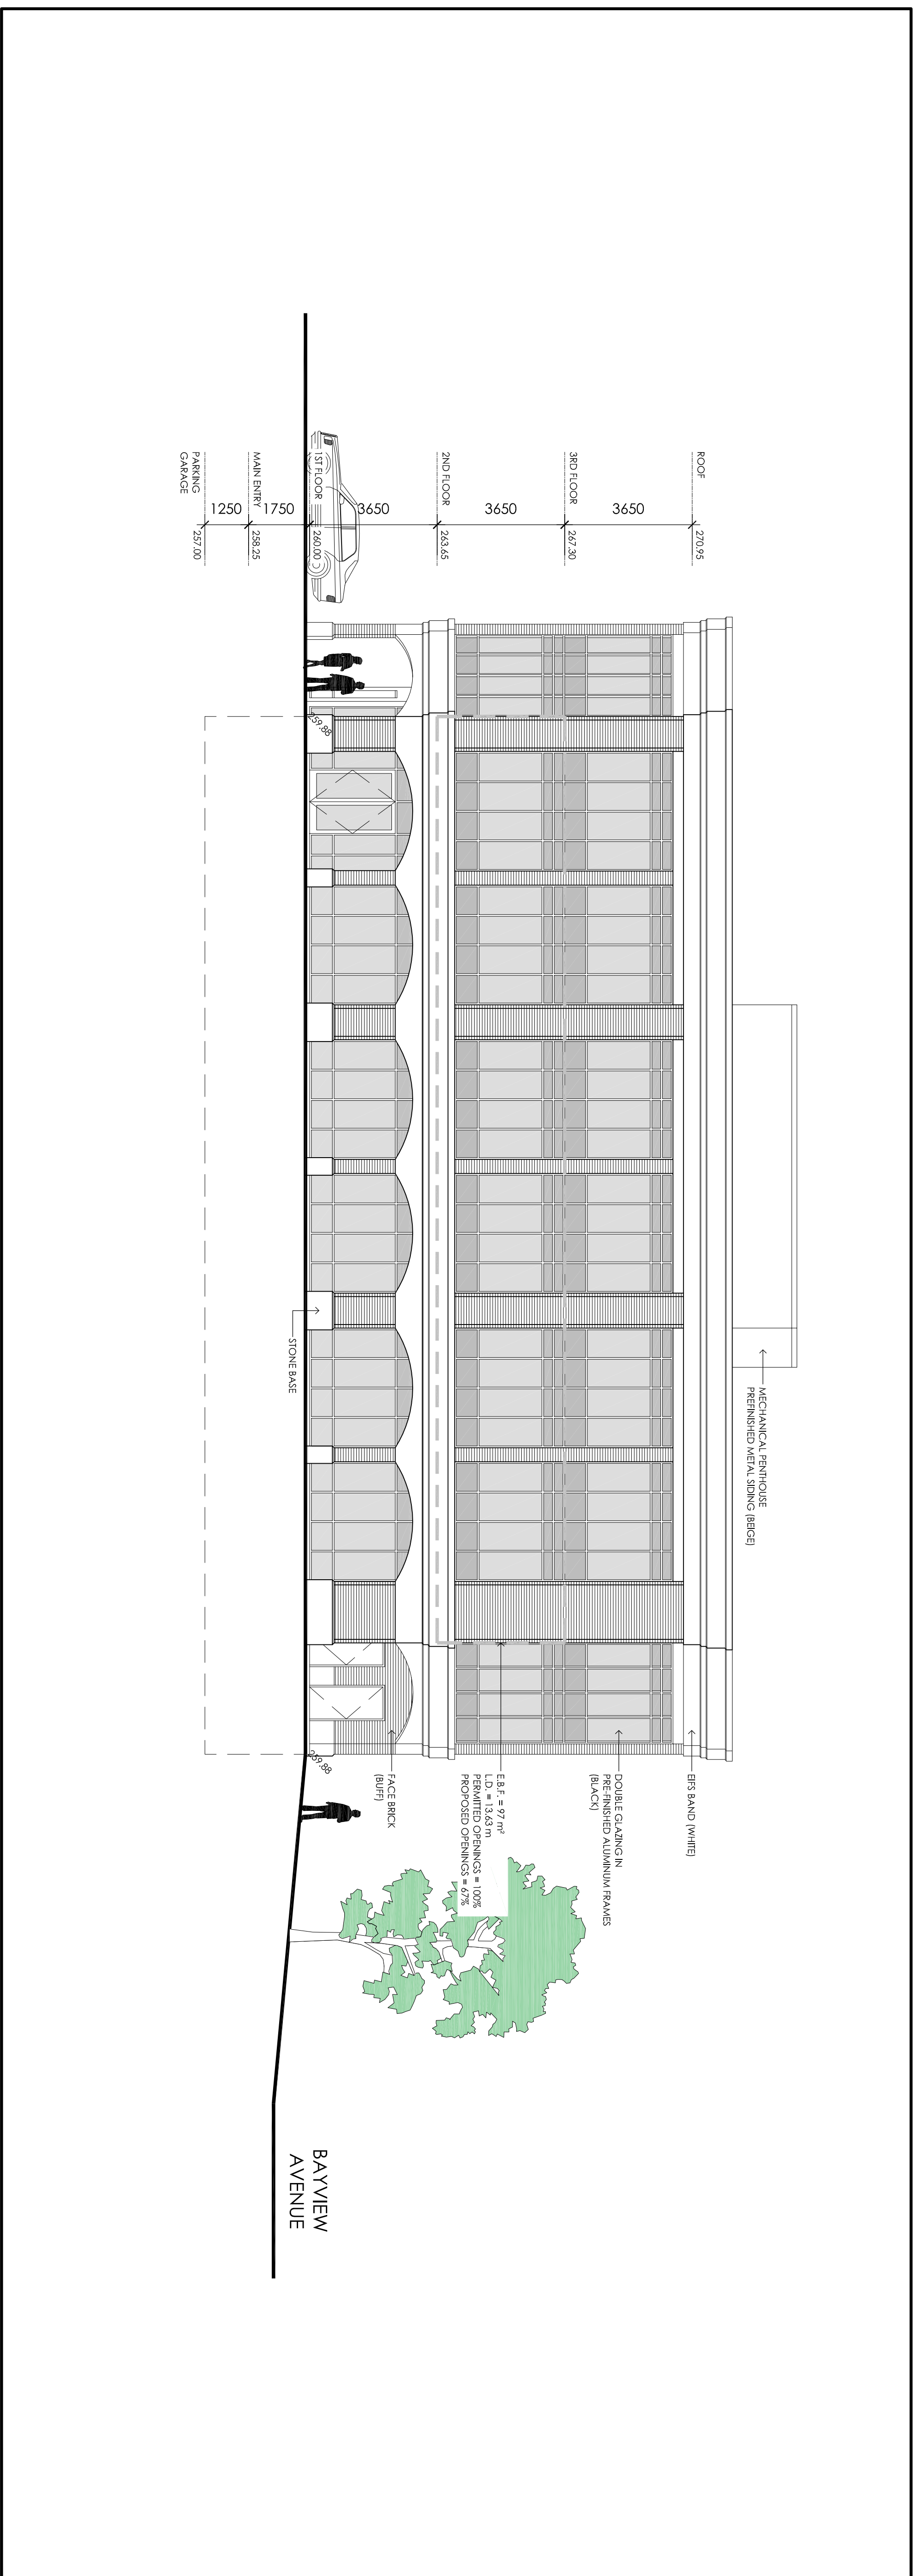 MECHANICAL PENTHOUSE
PREFINISHED METAL SIDING (BEIGE)
ROOF
270.95
3650
3RD FLOOR
267.30
3650
2ND FLOOR
263.65
3650
1ST FLOOR
260.00
1750
MAIN ENTRY
258.25
1250
PARKING
GARAGE
257.00
EIFS BAND (WHITE)
DOUBLE GLAZING IN
PRE-FINISHED ALUMINUM FRAMES
(BLACK)
E.B.F. = 97 m²
L.D. = 13.63 m
PERMITTED OPENINGS = 100%
PROPOSED OPENINGS = 67%
FACE BRICK
(BUFF)
259.88
259.88
STONE BASE
BAYVIEW
AVENUE